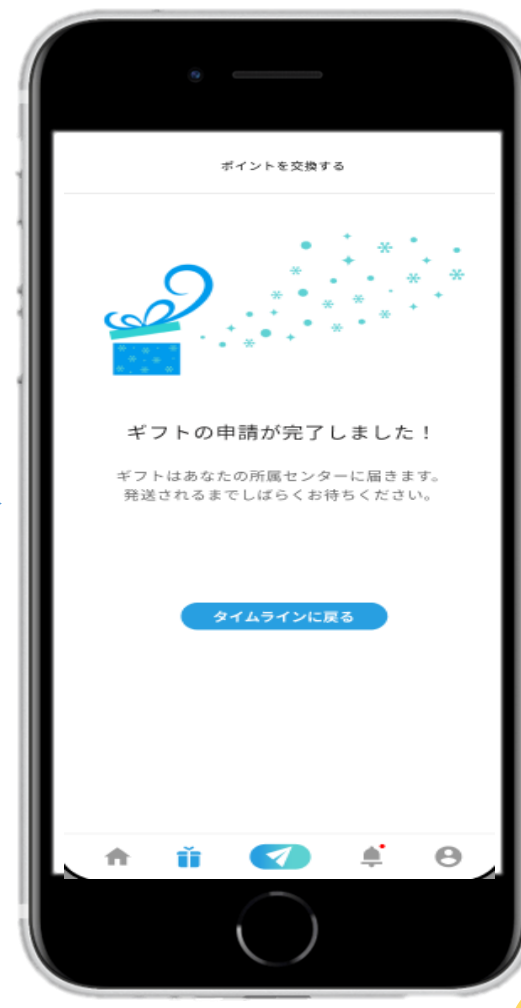 ポイントを交換する
ギフトの申請が完了しました！
ギフトはあなたの所属センターに届きます。
発送されるまでしばらくお待ちください。
タイムラインに戻る